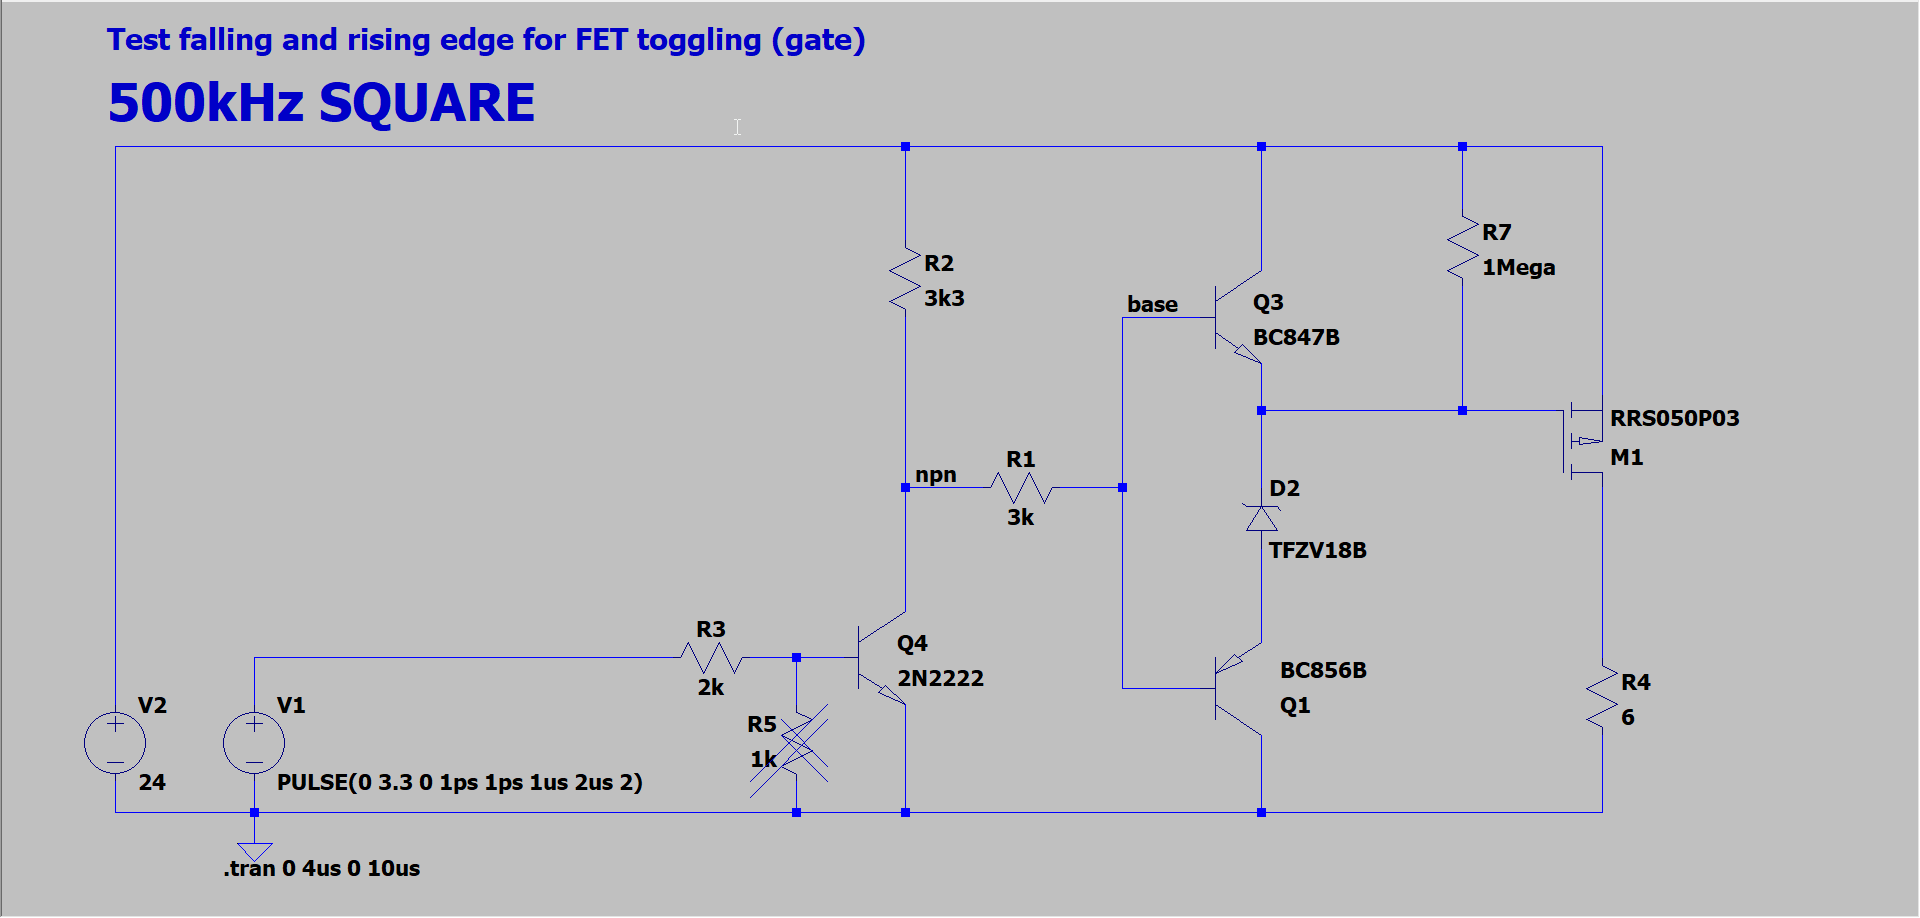 Test falling and rising edge for FET toggling (gate)
500kHz SQUARE
R2
3k3
R7
1Mega
base
Q3
BC847B
RRS050P03
M1
npn
R1
3k
D2
TFZV18B
R3
2k
Q4
2N2222
BC856B
Q1
R4
6
V2
24
V1
PULSE(0 3.3 0 1ps 1ps 1us 2us 2)
R5
1k
.tran 0 4us 0 10us